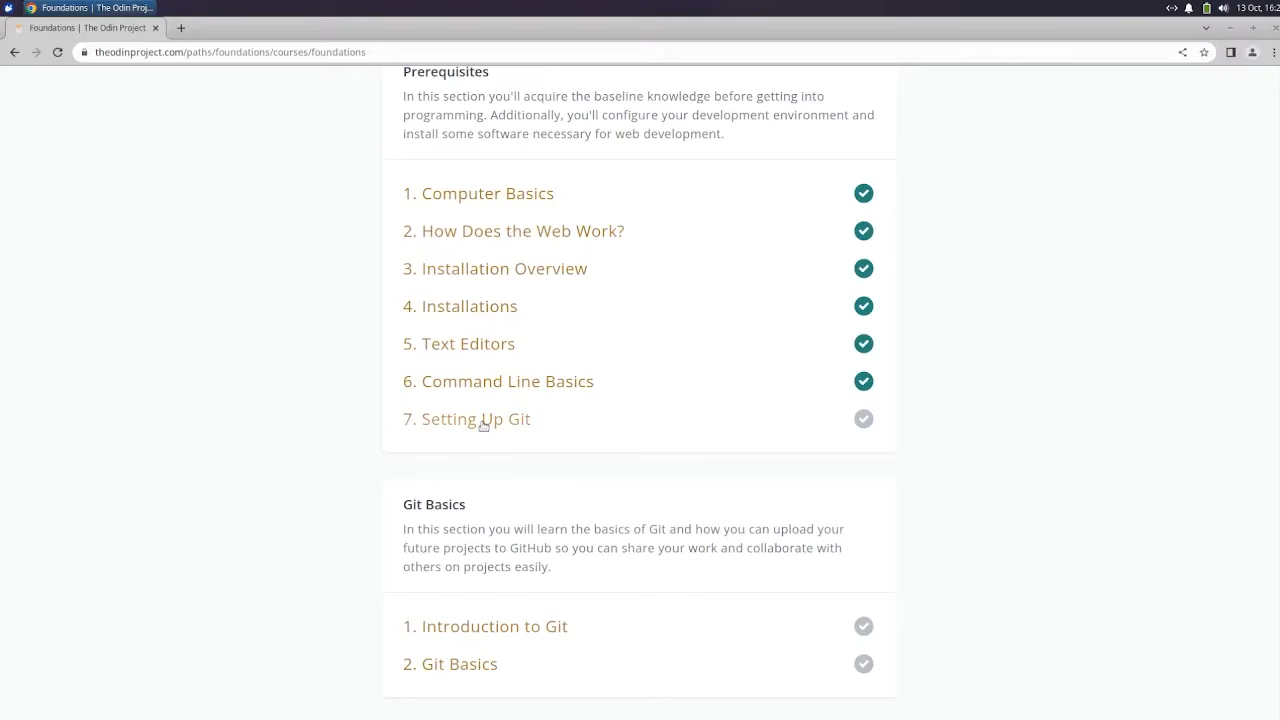 Foundations | The Odin Proj...
13 Oct, 16:2
Foundations | The Odin Project
theodinproject.com/paths/foundations/courses/foundations
Prerequisites
In this section you'll acquire the baseline knowledge before getting into
programming. Additionally, you'll configure your development environment and
install some software necessary for web development.
1. Computer Basics
2. How Does the Web Work?
3. Installation Overview
4. Installations
5. Text Editors
6. Command Line Basics
7. Setting Up Git
Git Basics
In this section you will learn the basics of Git and how you can upload your
future projects to GitHub so you can share your work and collaborate with
others on projects easily.
1. Introduction to Git
2. Git Basics